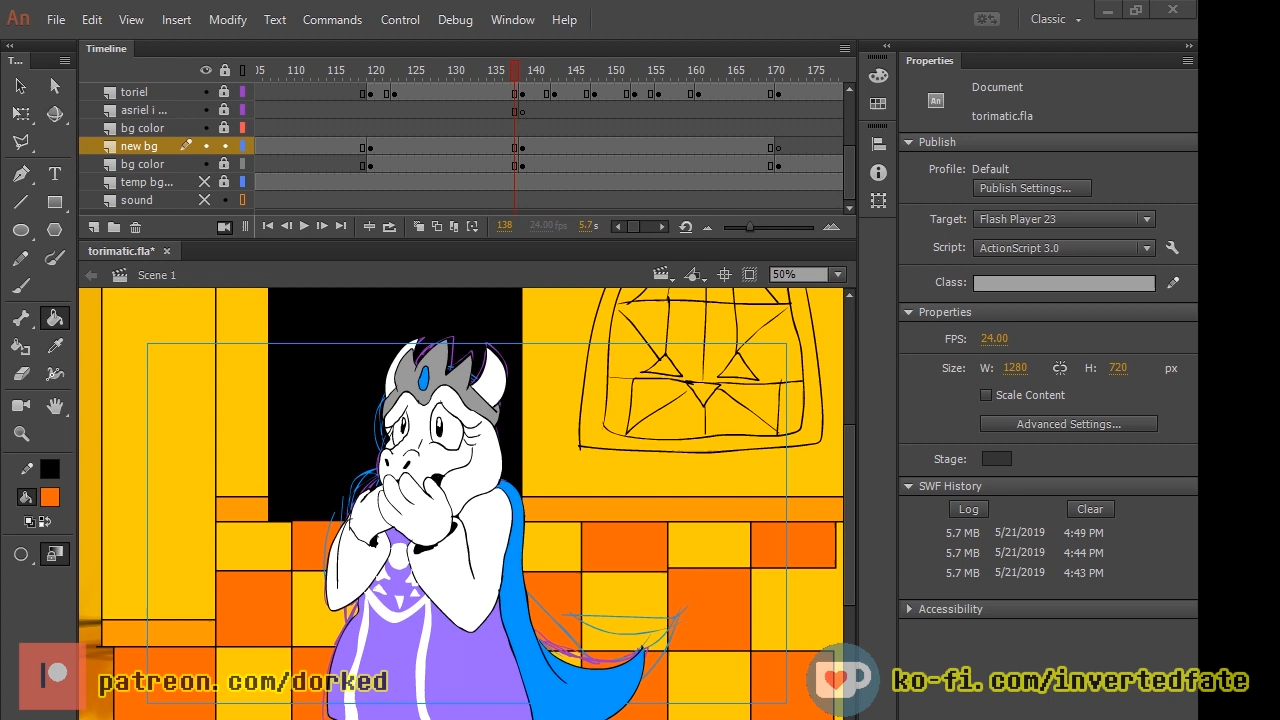 An File Edit View Insert Modify Text Commands Control Debug Window Help Classic
T... Timeline Properties
05 110 115 120 125 130 135 140 145 150 155 160 165 170 175
toriel
asriel i ...
bg color
new bg
bg color
temp bg...
sound
138 24.00 fps 5.7 s
torimatic.fla*
Scene 1 50%
An Document
torimatic.fla
Publish
Profile: Default
Publish Settings...
Target: Flash Player 23
Script: ActionScript 3.0
Class:
Properties
FPS: 24.00
Size: W: 1280 H: 720 px
Scale Content
Advanced Settings...
Stage:
SWF History
Log Clear
5.7 MB 5/21/2019 4:49 PM
5.7 MB 5/21/2019 4:44 PM
5.7 MB 5/21/2019 4:43 PM
Accessibility
patreon.com/dorked
ko-fi.com/invertedfate